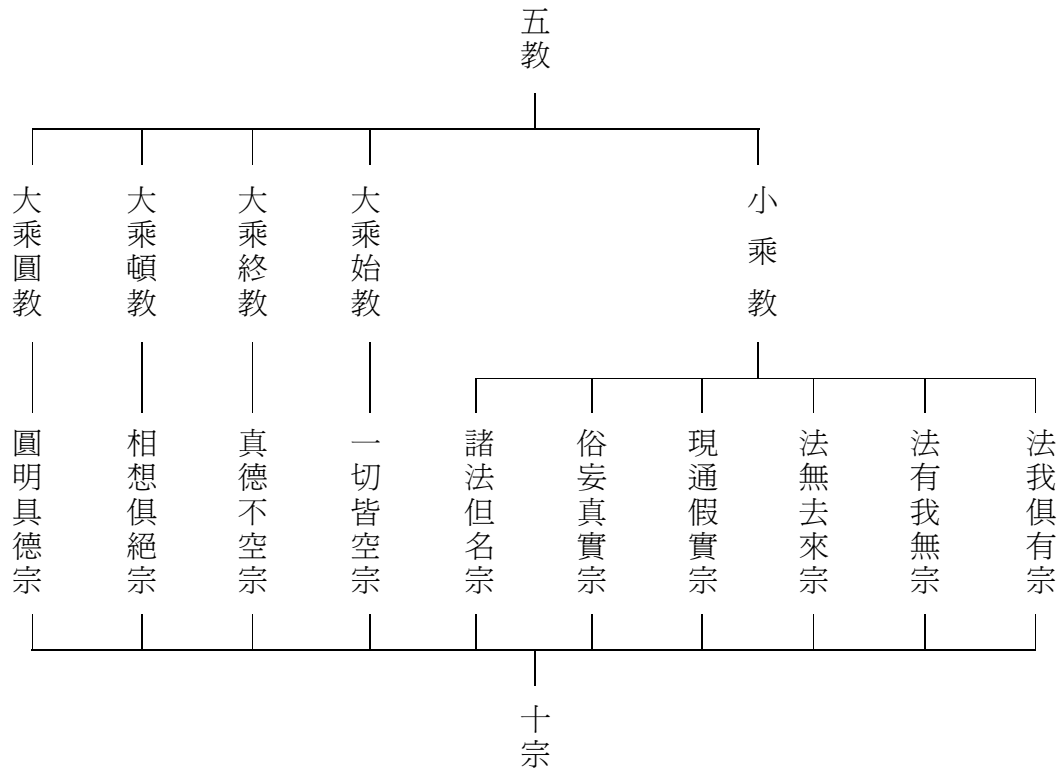 五教
小乘教
大乘始教
大乘終教
大乘頓教
大乘圓教
法我俱有宗
法有我無宗
法無去來宗
現通假實宗
俗妄真實宗
諸法但名宗
一切皆空宗
真德不空宗
相想俱絕宗
圓明具德宗
十宗